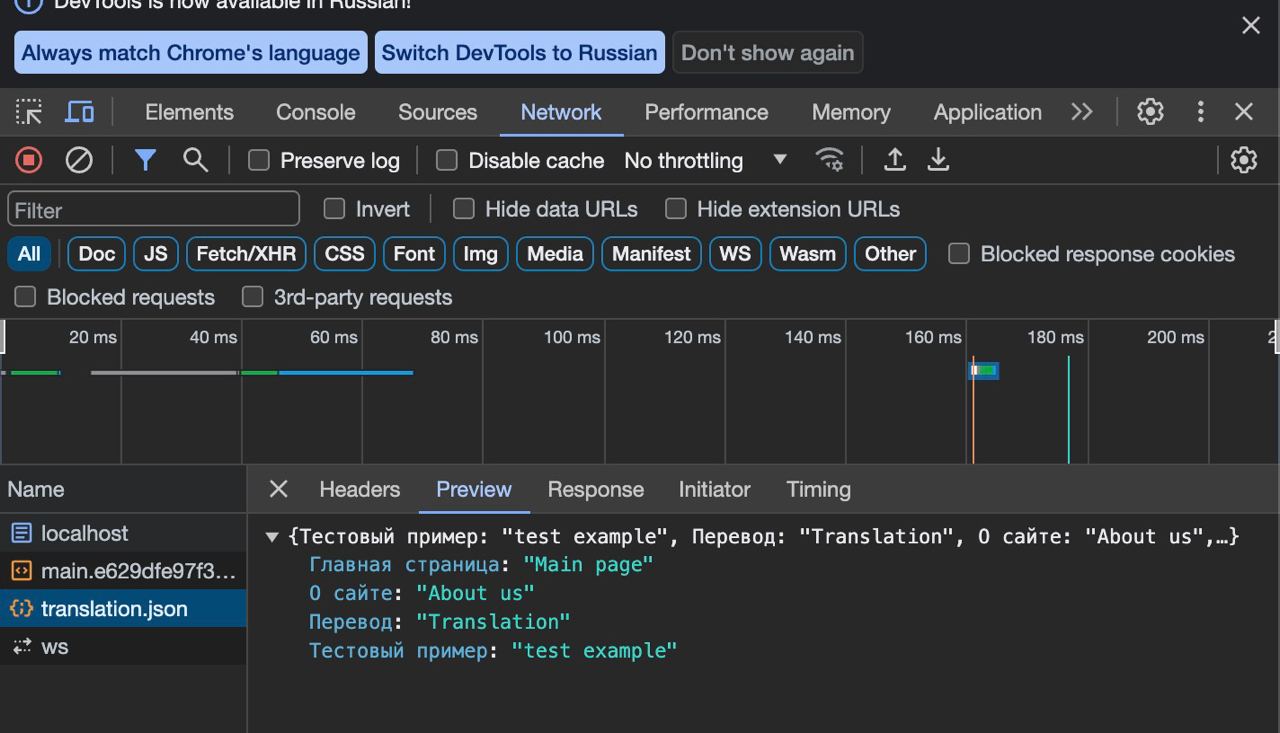 DevTools is now available in Russian!
Always match Chrome's language Switch DevTools to Russian Don't show again
Elements Console Sources Network Performance Memory Application
Preserve log Disable cache No throttling
Filter Invert Hide data URLs Hide extension URLs
All Doc JS Fetch/XHR CSS Font Img Media Manifest WS Wasm Other Blocked response cookies
Blocked requests 3rd-party requests
20 ms 40 ms 60 ms 80 ms 100 ms 120 ms 140 ms 160 ms 180 ms 200 ms 2
Name Headers Preview Response Initiator Timing
localhost
{Тестовый пример: "test example", Перевод: "Translation", О сайте: "About us",…}
main.e629dfe97f3...
Главная страница: "Main page"
translation.json
О сайте: "About us"
Перевод: "Translation"
ws
Тестовый пример: "test example"